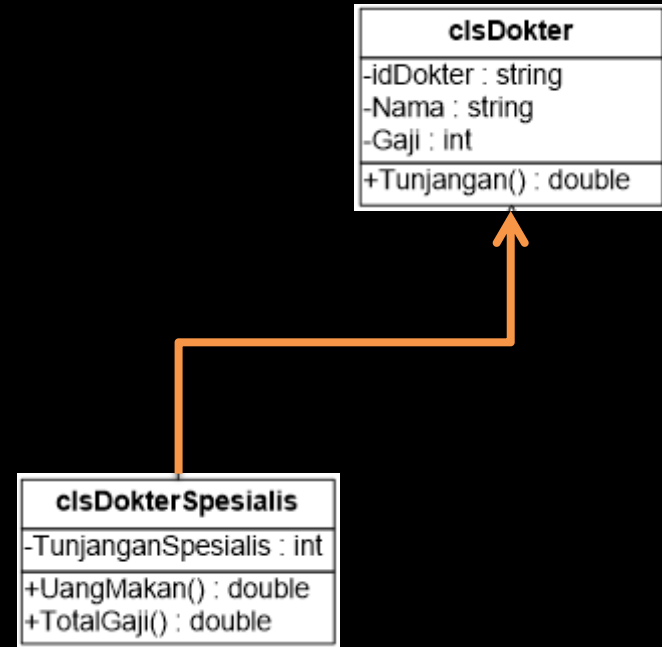 clsDokter
-idDokter : string
-Nama : string
-Gaji : int
+Tunjangan() : double
clsDokterSpesialis
-TunjanganSpesialis : int
+UangMakan() : double
+TotalGaji() : double